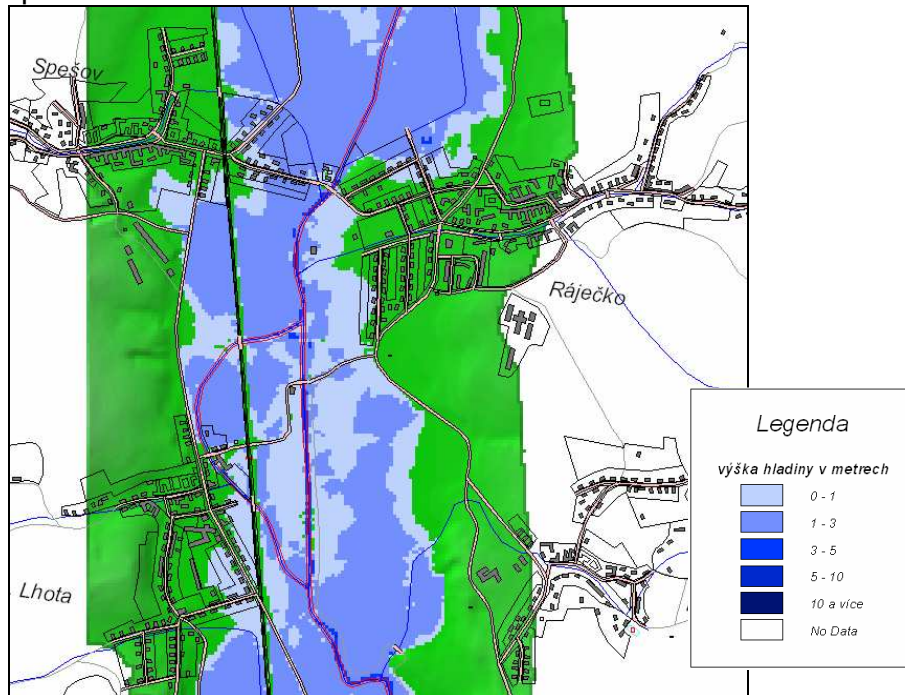 Spešov
Ráječko
Lhota
Legenda
výška hladiny v metrech
0 - 1
1 - 3
3 - 5
5 - 10
10 a více
No Data